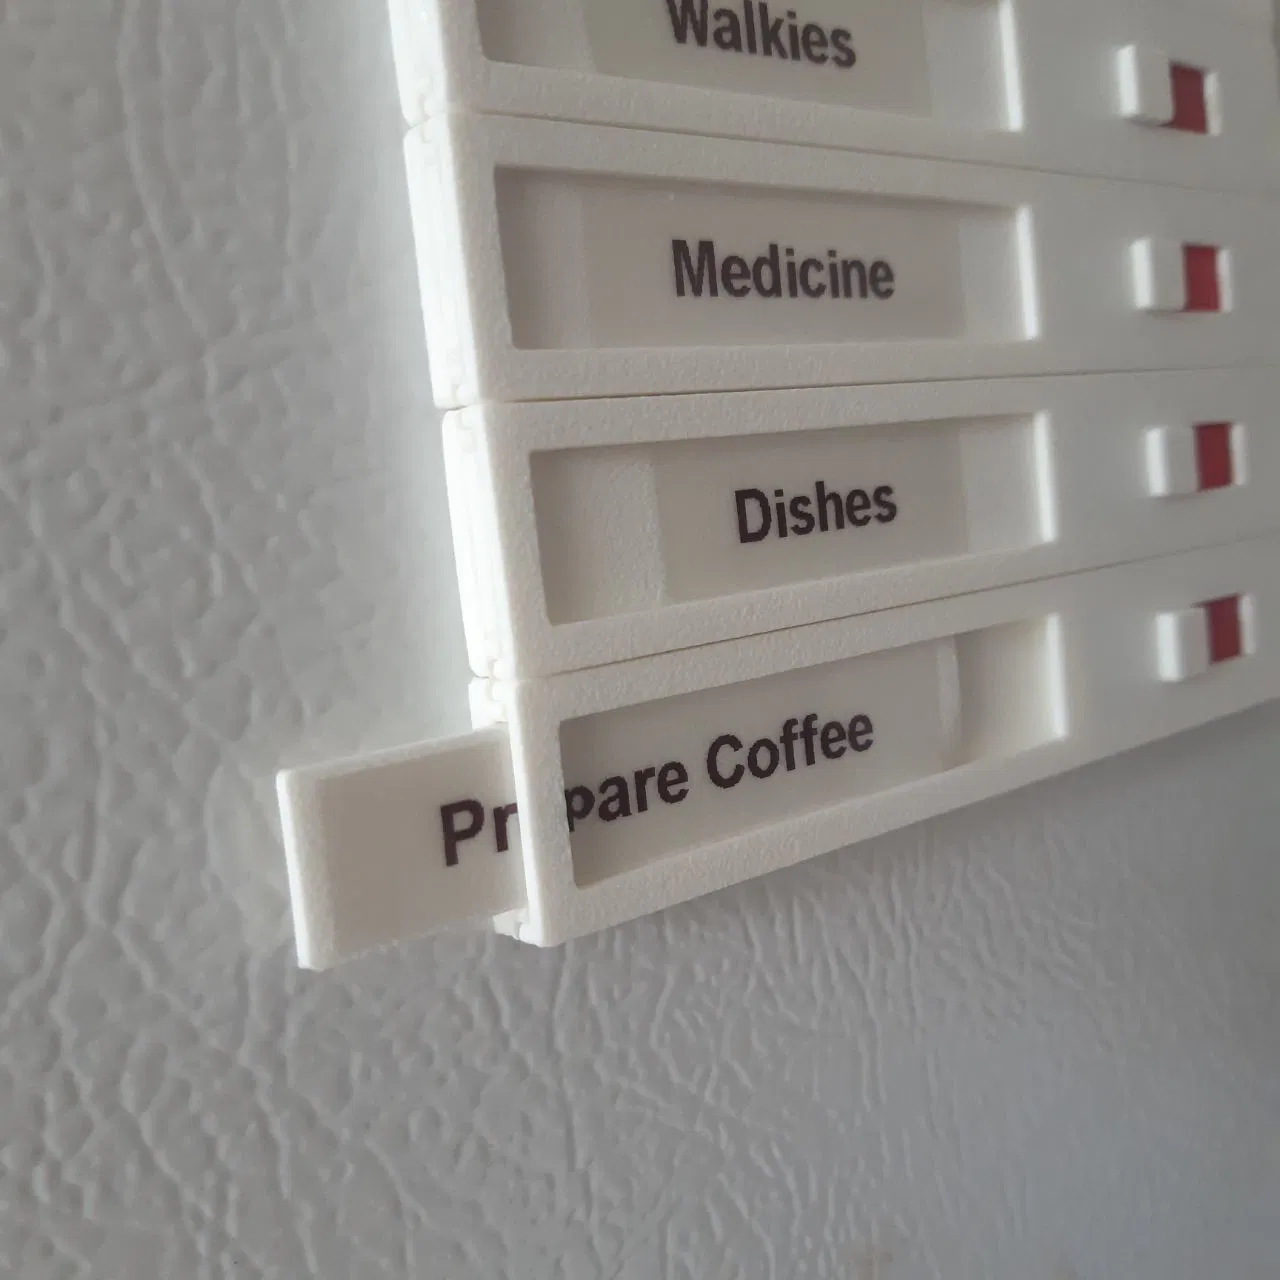 Walkies
Medicine
Dishes
Prepare Coffee